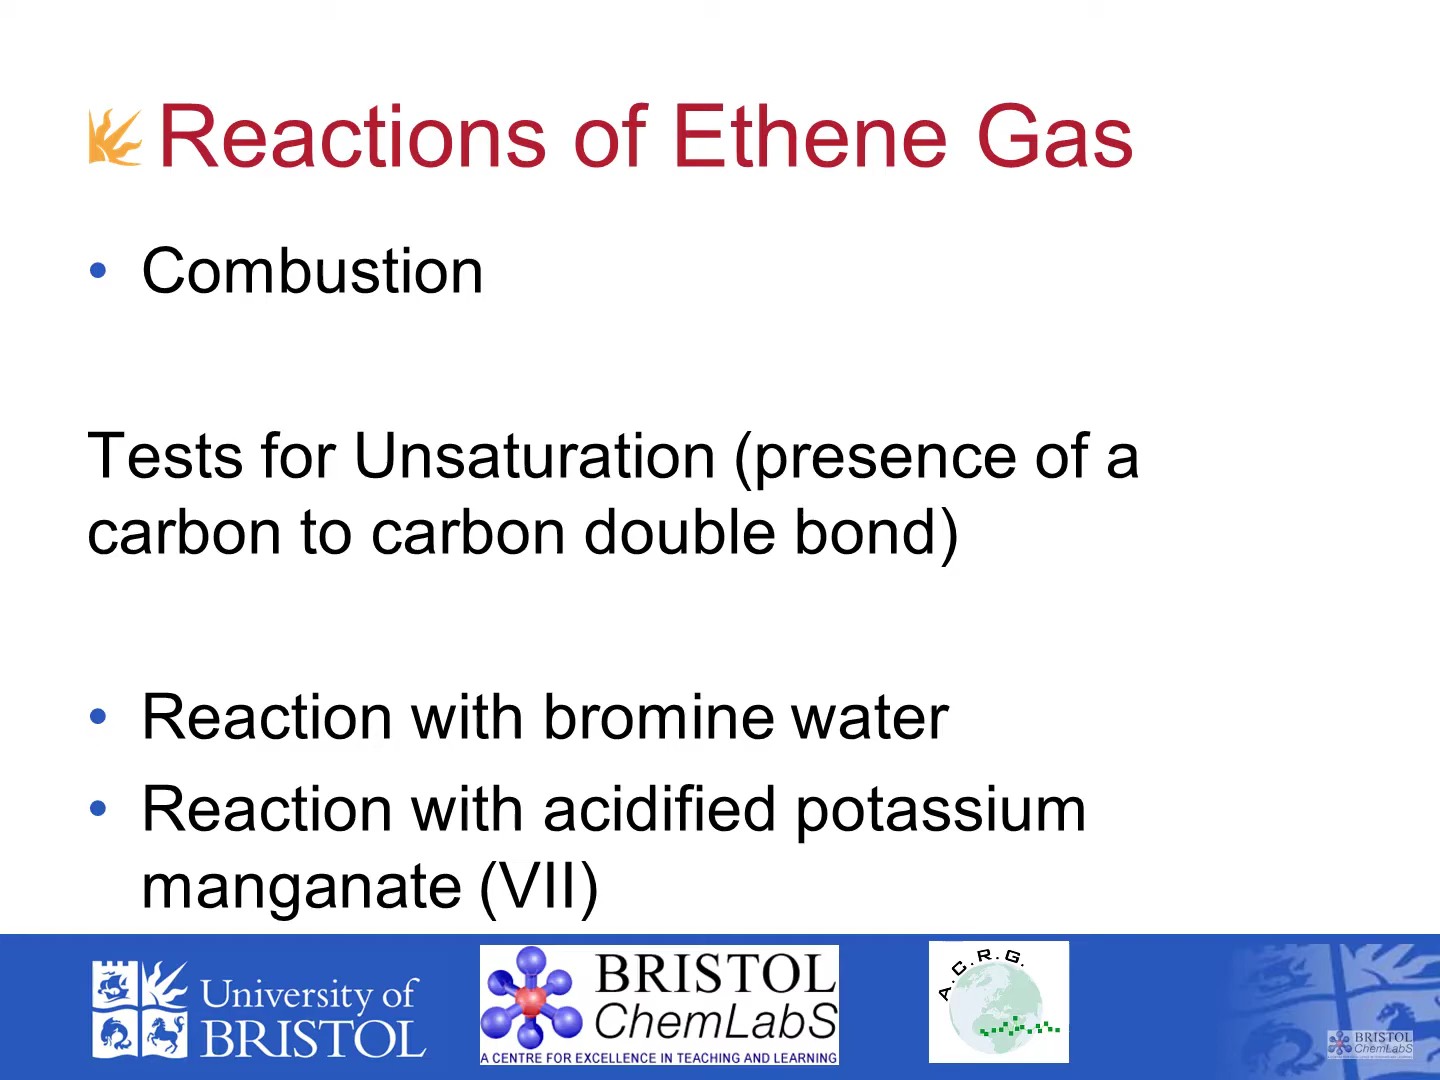 Reactions of Ethene Gas
• Combustion
Tests for Unsaturation (presence of a
carbon to carbon double bond)
• Reaction with bromine water
• Reaction with acidified potassium
manganate (VII)
University of
BRISTOL
BRISTOL
ChemLabS
A CENTRE FOR EXCELLENCE IN TEACHING AND LEARNING
A.C.R.G.
BRISTOL
ChemLabS